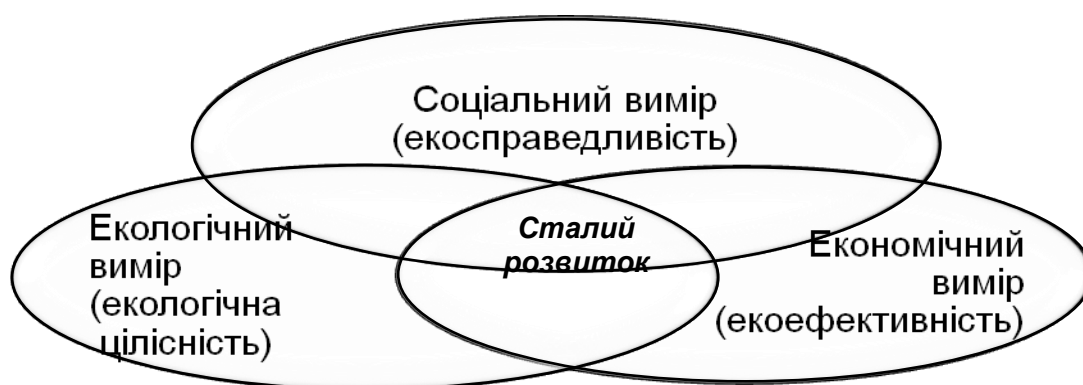 Соціальний вимір
(екосправедливість)
Екологічний
вимір
(екологічна
цілісність)
Сталий
розвиток
Економічний
вимір
(екоефективність)